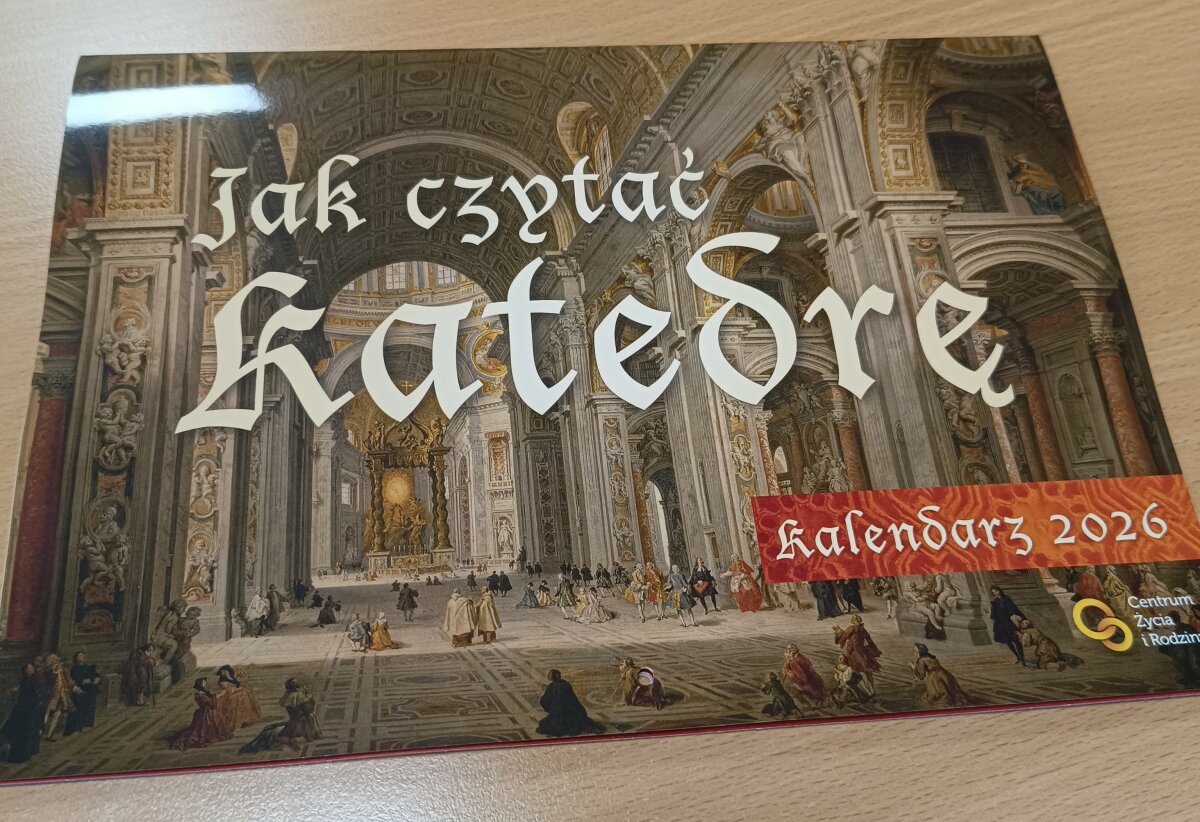 Jak czytać
Katedrę
Kalendarz 2026
Centrum
Życia
i Rodziny